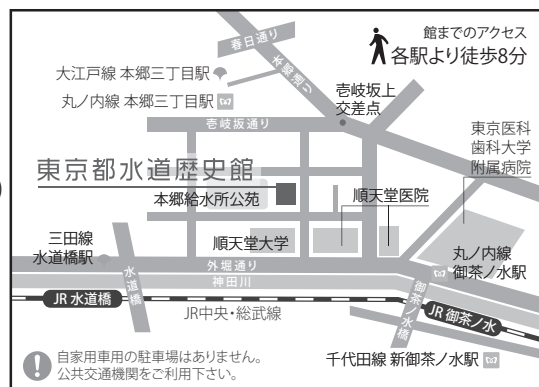 館までのアクセス
各駅より徒歩8分
春日通り
本郷通り
大江戸線 本郷三丁目駅
丸ノ内線 本郷三丁目駅
壱岐坂上
交差点
壱岐坂通り
東京医科
歯科大学
附属病院
東京都水道歴史館
本郷給水所公苑
順天堂医院
三田線
水道橋駅
順天堂大学
丸ノ内線
御茶ノ水駅
外堀通り
神田川
水道橋
御茶ノ水橋
JR 水道橋
JR中央・総武線
JR 御茶ノ水
千代田線 新御茶ノ水駅
自家用車用の駐車場はありません。
公共交通機関をご利用下さい。